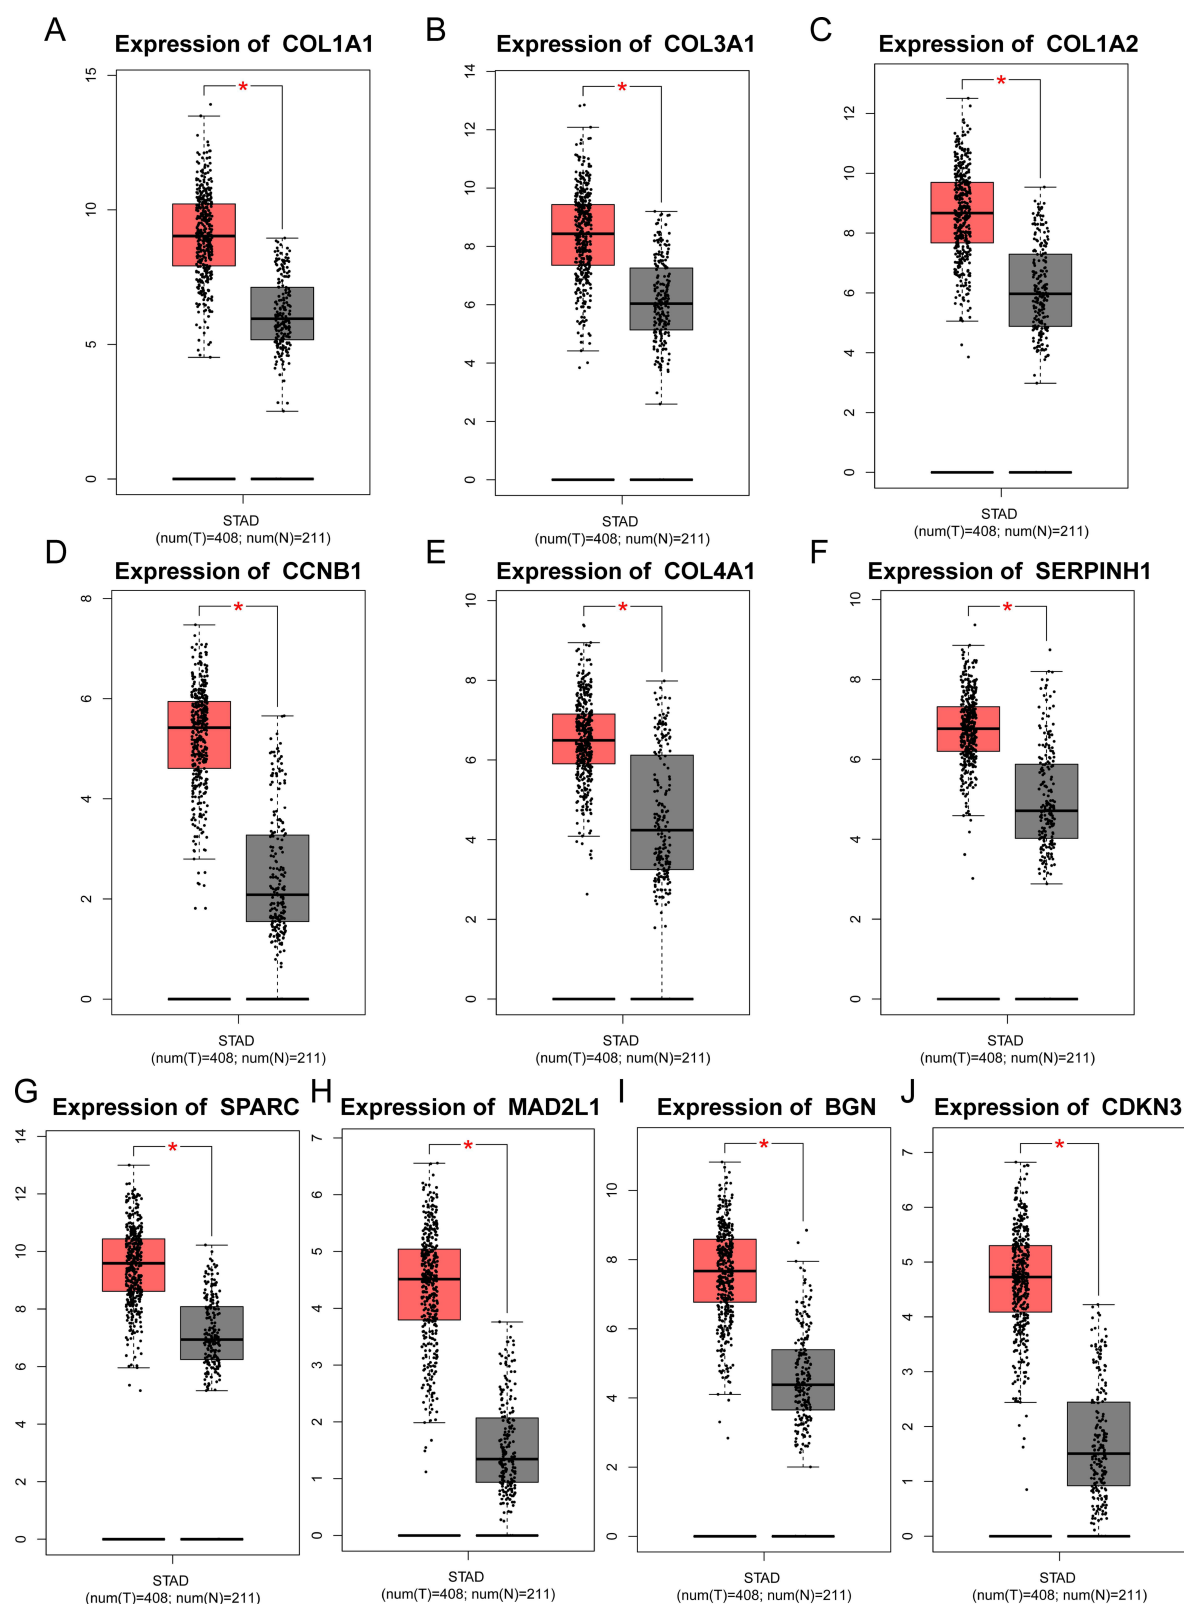 A
Expression of COL1A1
15
10
5
0
*
STAD
(num(T)=408; num(N)=211)
B
Expression of COL3A1
14
12
10
8
6
4
2
0
*
STAD
(num(T)=408; num(N)=211)
C
Expression of COL1A2
12
10
8
6
4
2
0
*
STAD
(num(T)=408; num(N)=211)
D
Expression of CCNB1
8
6
4
2
0
*
STAD
(num(T)=408; num(N)=211)
E
Expression of COL4A1
10
8
6
4
2
0
*
STAD
(num(T)=408; num(N)=211)
F
Expression of SERPINH1
10
8
6
4
2
0
*
STAD
(num(T)=408; num(N)=211)
G
Expression of SPARC
14
12
10
8
6
4
2
0
*
STAD
(num(T)=408; num(N)=211)
H
Expression of MAD2L1
7
6
5
4
3
2
1
0
*
STAD
(num(T)=408; num(N)=211)
I
Expression of BGN
10
8
6
4
2
0
*
STAD
(num(T)=408; num(N)=211)
J
Expression of CDKN3
7
6
5
4
3
2
1
0
*
STAD
(num(T)=408; num(N)=211)